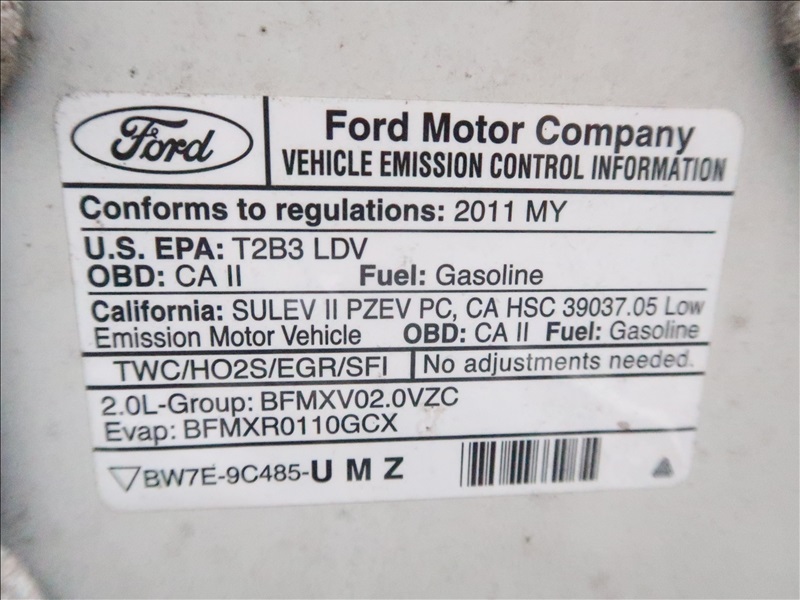 Ford
Ford Motor Company
VEHICLE EMISSION CONTROL INFORMATION
Conforms to regulations: 2011 MY
U.S. EPA: T2B3 LDV
OBD: CA II Fuel: Gasoline
California: SULEV II PZEV PC, CA HSC 39037.05 Low
Emission Motor Vehicle OBD: CA II Fuel: Gasoline
TWC/HO2S/EGR/SFI No adjustments needed.
2.0L-Group: BFMXV02.0VZC
Evap: BFMXR0110GCX
BW7E-9C485-U M Z